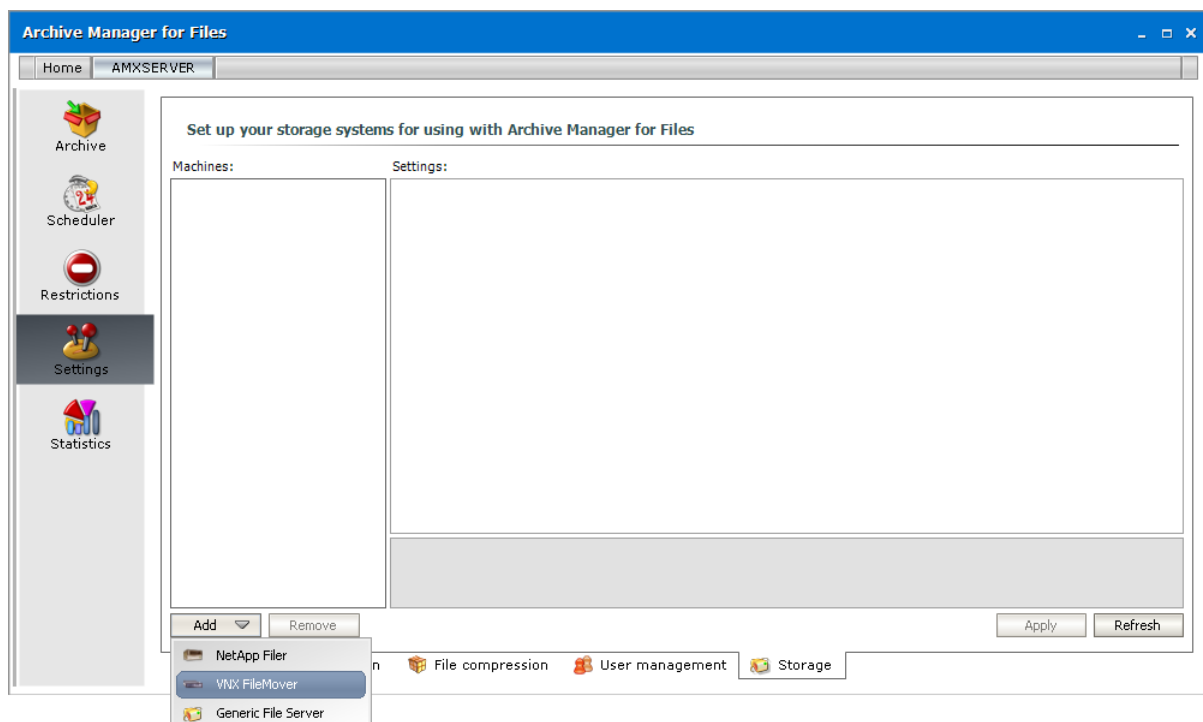 Archive Manager for Files
Home AMXSERVER
Archive
Scheduler
Restrictions
Settings
Statistics
Set up your storage systems for using with Archive Manager for Files
Machines: Settings:
Add Remove Apply Refresh
NetApp Filer
VNX FileMover
Generic File Server
n File compression User management Storage